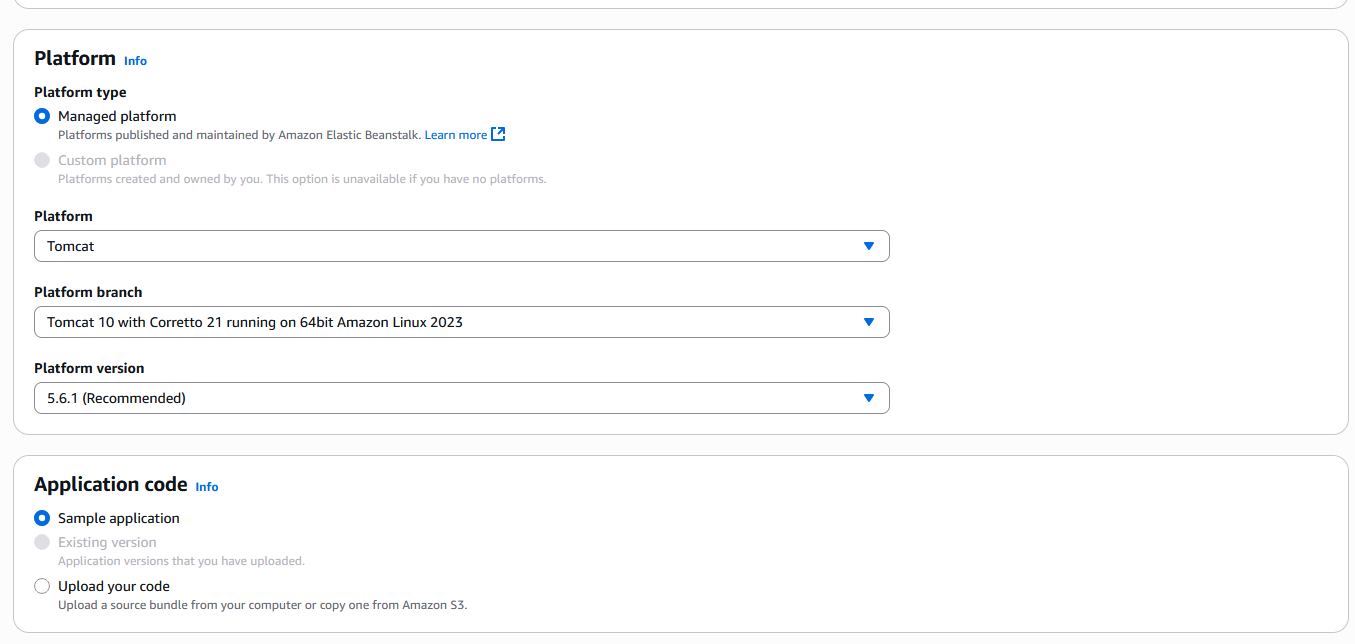 Platform Info
Platform type
Managed platform
Platforms published and maintained by Amazon Elastic Beanstalk. Learn more
Custom platform
Platforms created and owned by you. This option is unavailable if you have no platforms.
Platform
Tomcat
Platform branch
Tomcat 10 with Corretto 21 running on 64bit Amazon Linux 2023
Platform version
5.6.1 (Recommended)
Application code Info
Sample application
Existing version
Application versions that you have uploaded.
Upload your code
Upload a source bundle from your computer or copy one from Amazon S3.